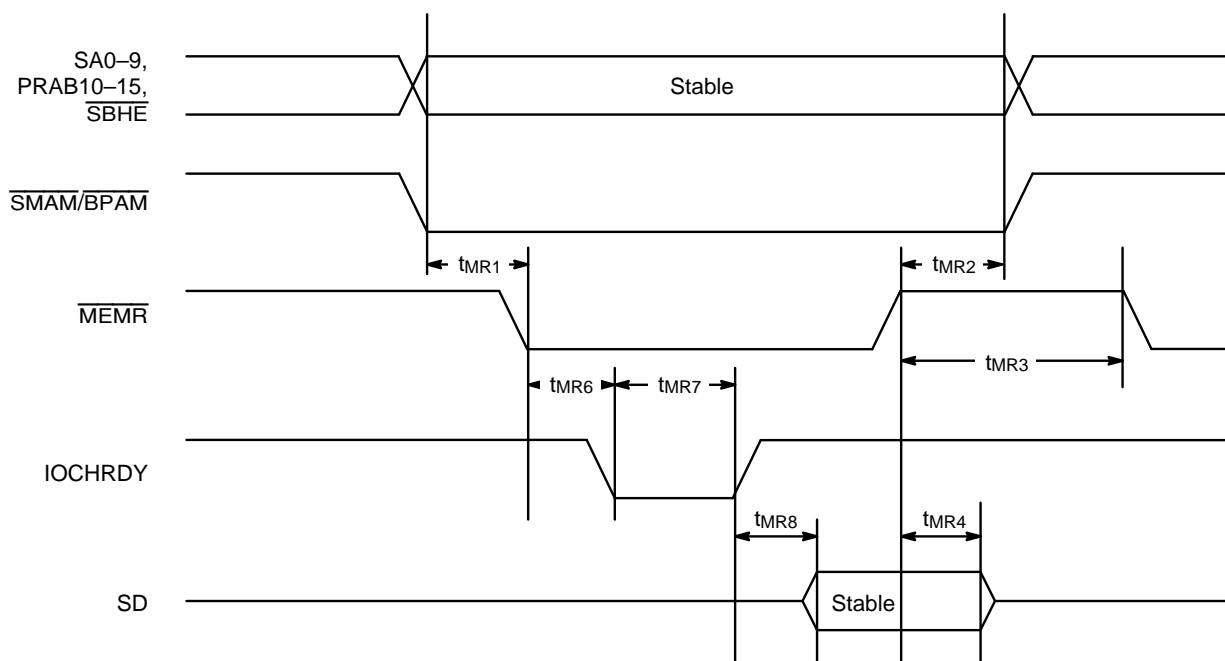 SA0–9,
PRAB10–15,
SBHE
Stable
SMAM/BPAM
tMR1
tMR2
MEMR
tMR3
tMR6
tMR7
IOCHRDY
tMR8
tMR4
SD
Stable